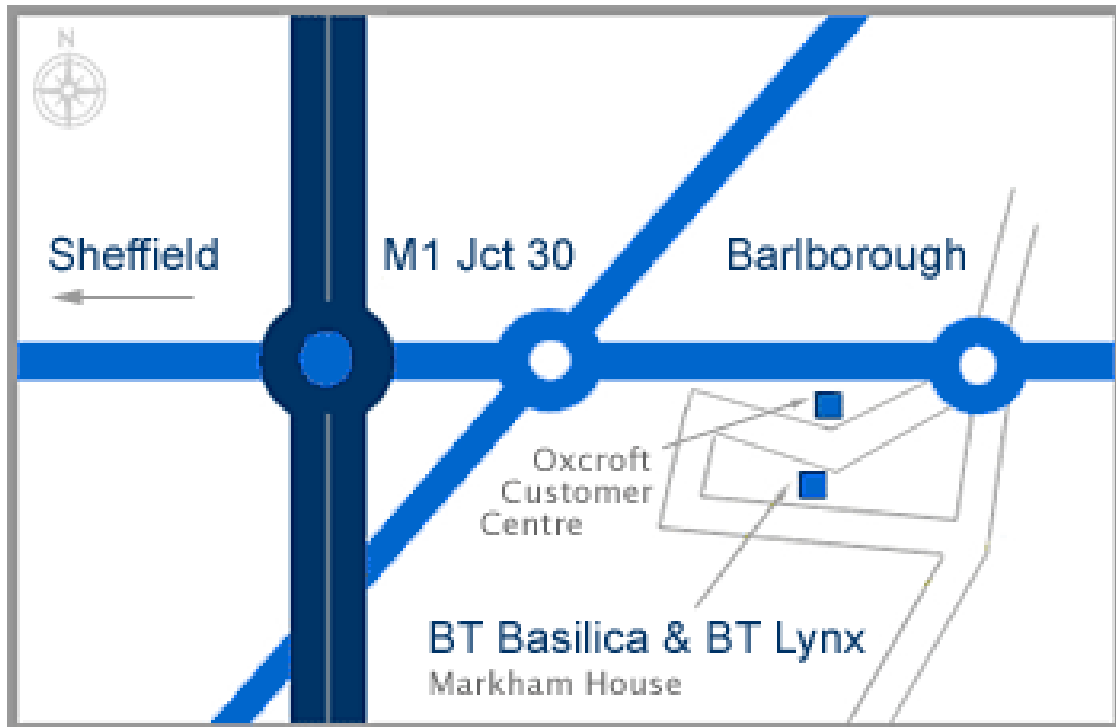 N
Sheffield
M1 Jct 30
Barlborough
Oxcroft
Customer
Centre
BT Basilica & BT Lynx
Markham House